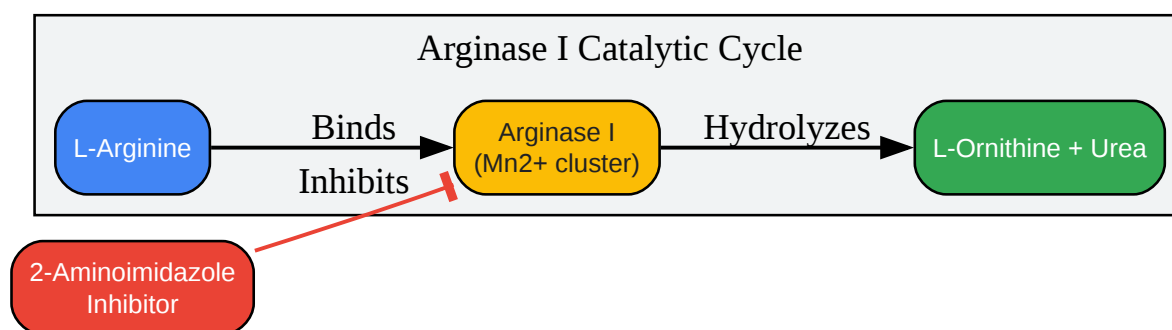 Arginase I Catalytic Cycle
L-Arginine
Binds
Inhibits
Arginase I
(Mn2+ cluster)
Hydrolyzes
L-Ornithine + Urea
2-Aminoimidazole
Inhibitor